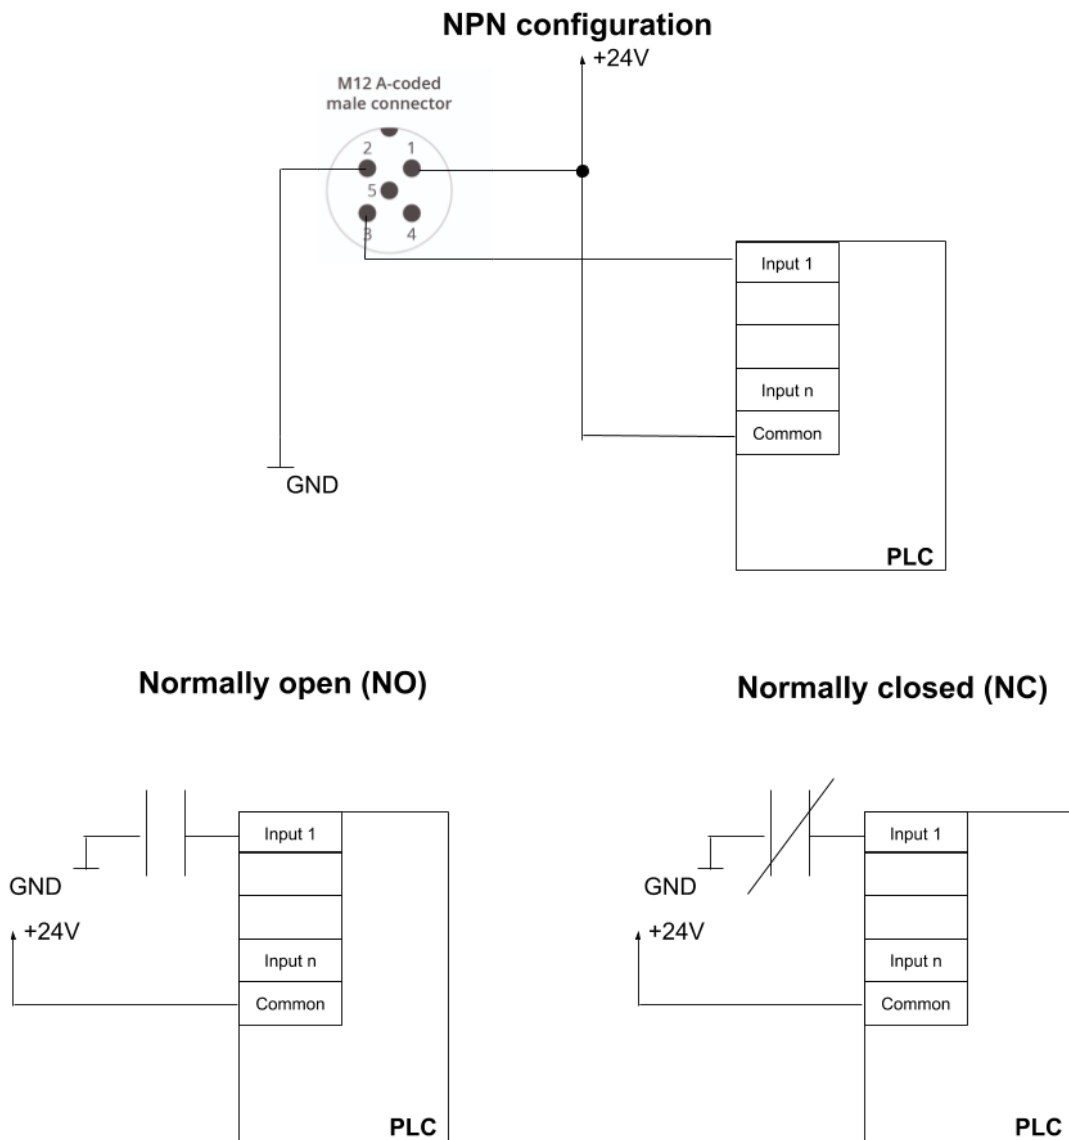 NPN configuration
+24V
M12 A-coded
male connector
2 1
5
3 4
Input 1
Input n
Common
GND
PLC
Normally open (NO)
Normally closed (NC)
Input 1
GND
+24V
Input n
Common
PLC
Input 1
GND
+24V
Input n
Common
PLC